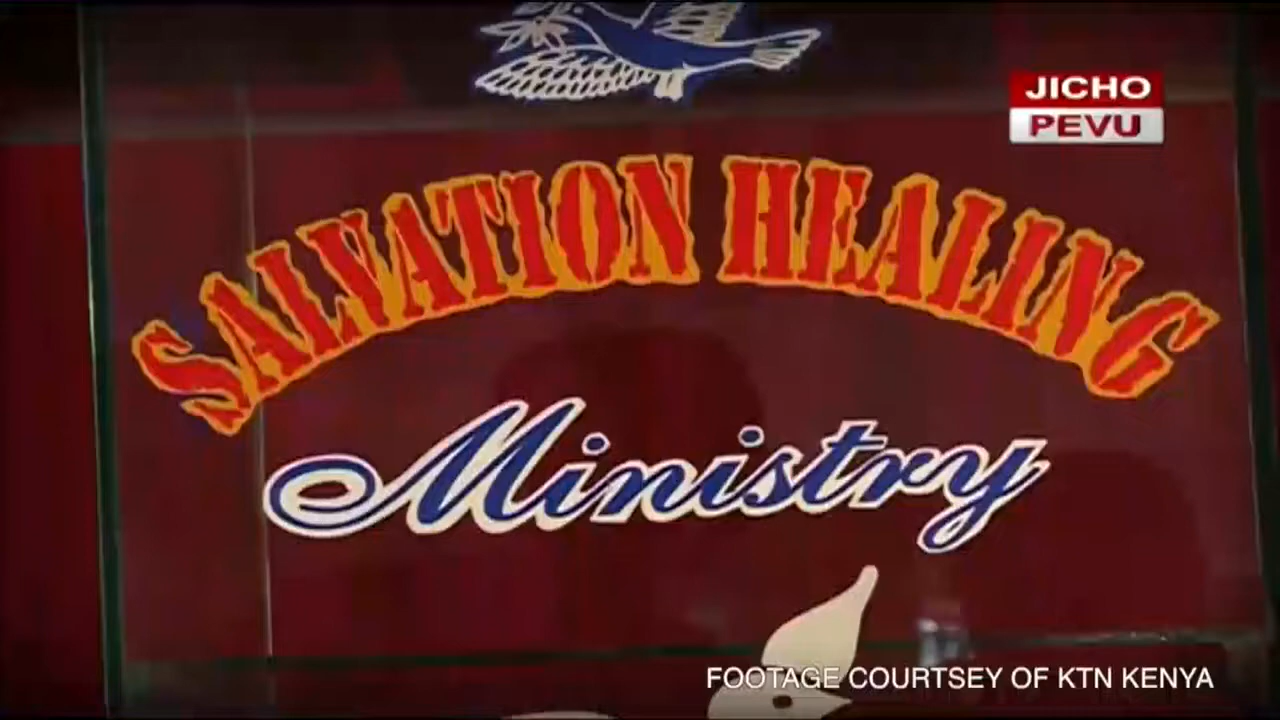 JICHO
PEVU
SALVATION HEALING
Ministry
FOOTAGE COURTSEY OF KTN KENYA